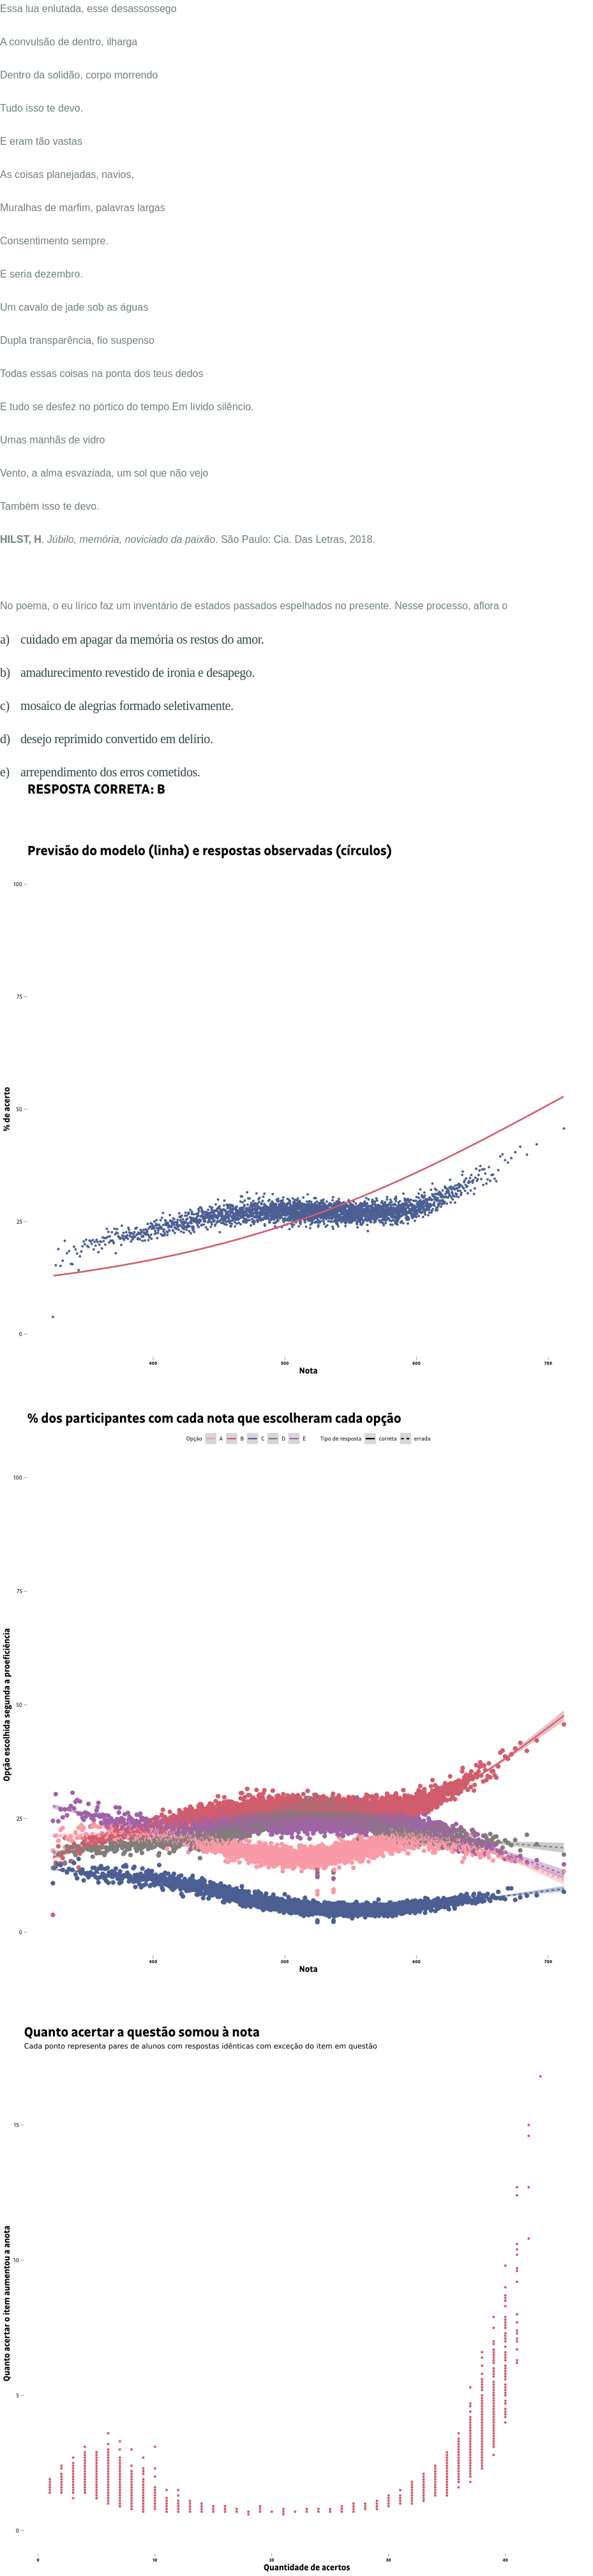 Essa lua enlutada, esse desassossego
A convulsão de dentro, ilharga
Dentro da solidão, corpo morrendo
Tudo isso te devo.
E eram tão vastas
As coisas planejadas, navios,
Muralhas de marfim, palavras largas
Consentimento sempre.
E seria dezembro.
Um cavalo de jade sob as águas
Dupla transparência, fio suspenso
Todas essas coisas na ponta dos teus dedos
E tudo se desfez no pórtico do tempo Em lívido silêncio.
Umas manhãs de vidro
Vento, a alma esvaziada, um sol que não vejo
Também isso te devo.
HILST, H. Júbilo, memória, noviciado da paixão. São Paulo: Cia. Das Letras, 2018.
No poema, o eu lírico faz um inventário de estados passados espelhados no presente. Nesse processo, aflora o
a) cuidado em apagar da memória os restos do amor.
b) amadurecimento revestido de ironia e desapego.
c) mosaico de alegrias formado seletivamente.
d) desejo reprimido convertido em delírio.
e) arrependimento dos erros cometidos.
RESPOSTA CORRETA: B
Previsão do modelo (linha) e respostas observadas (círculos)
100
75
% de acerto
50
25
0
400 500 600 700
Nota
% dos participantes com cada nota que escolheram cada opção
Opção A B C D E Tipo de resposta correta errada
100
75
Opção escolhida segunda a proeficiência
50
25
0
400 500 600 700
Nota
Quanto acertar a questão somou à nota
Cada ponto representa pares de alunos com respostas idênticas com exceção do item em questão
15
Quanto acertar o item aumentou a anota
10
5
0
0 10 20 30 40
Quantidade de acertos